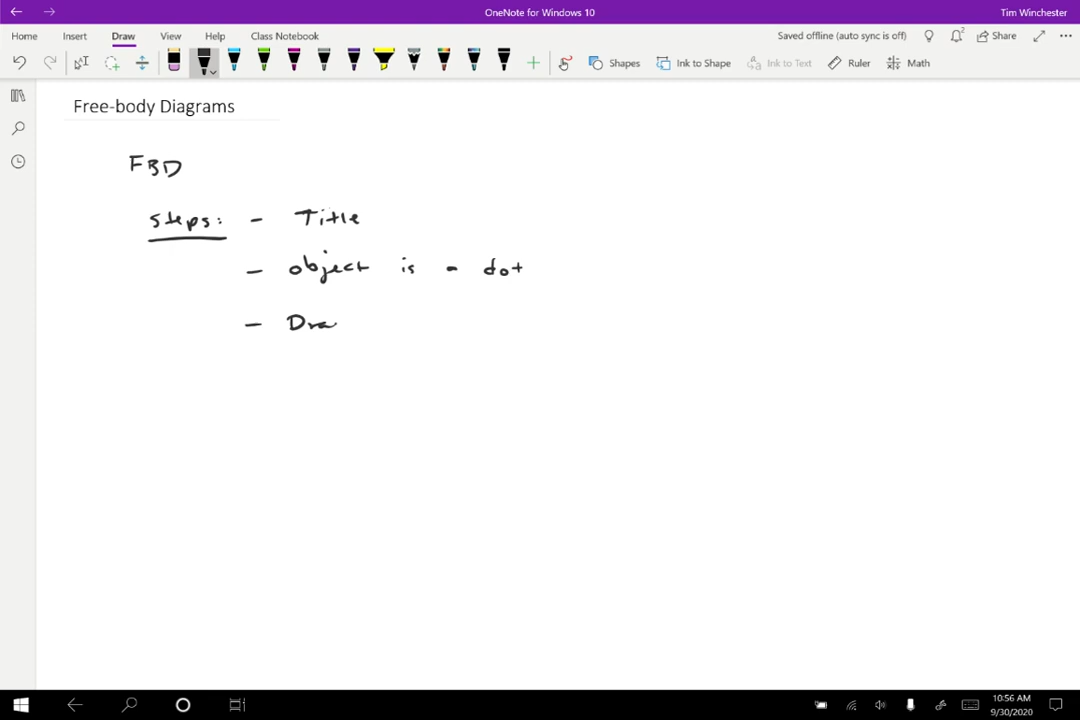 OneNote for Windows 10
Tim Winchester
Home Insert Draw View Help Class Notebook
Saved offline (auto sync is off) Share
Shapes Ink to Shape Ink to Text Ruler Math
Free-body Diagrams
FBD
Steps: - Title
- object is a dot
- Dra
10:56 AM
9/30/2020